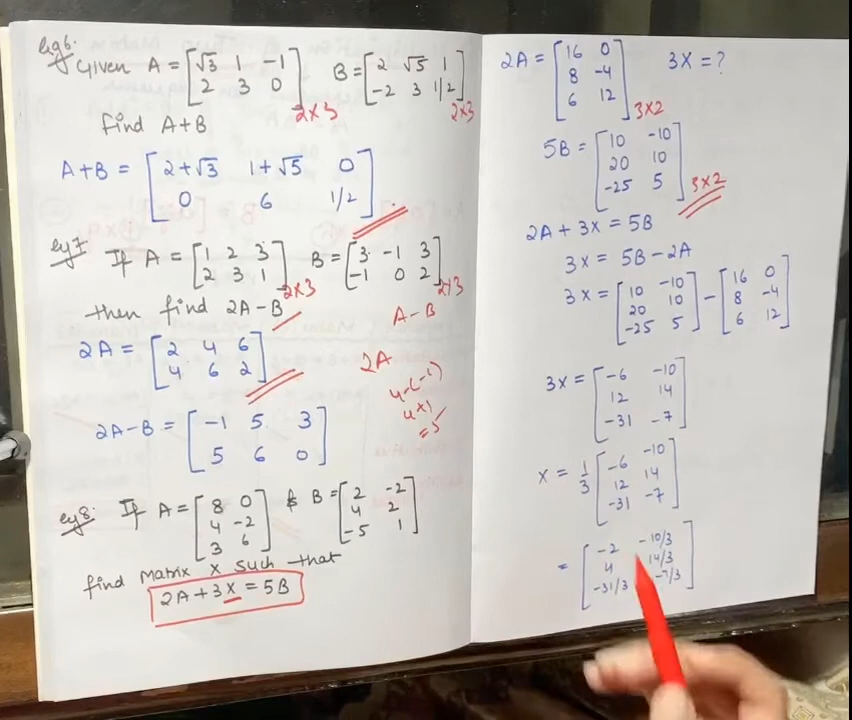 eg6. Given A = [√3 1 -1 B = [2 √5 1
2 3 0] 2×3 -2 3 1/2] 2×3
find A+B
A+B = [2+√3 1+√5 0
0 6 1/2]
eg7 If A = [1 2 3 B = [3 -1 3
2 3 1] 2×3 -1 0 2] 2×3
then find 2A-B
A-B
2A = [2 4 6
4 6 2]
2A
4-(-1)
4+1
=5
2A-B = [-1 5 3
5 6 0]
eg8. If A = [8 0 & B = [2 -2
4 -2 4 2
3 6] -5 1]
find Matrix X such that
2A+3X=5B
2A = [16 0 3X = ?
8 -4
6 12] 3×2
5B = [10 -10
20 10
-25 5] 3×2
2A + 3X = 5B
3X = 5B-2A
3X = [10 -10 - [16 0
20 10 8 -4
-25 5] 6 12]
3X = [-6 -10
12 14
-31 -7]
X = 1/3 [-6 -10
12 14
-31 -7]
= [-2 -10/3
4 14/3
-31/3 -7/3]